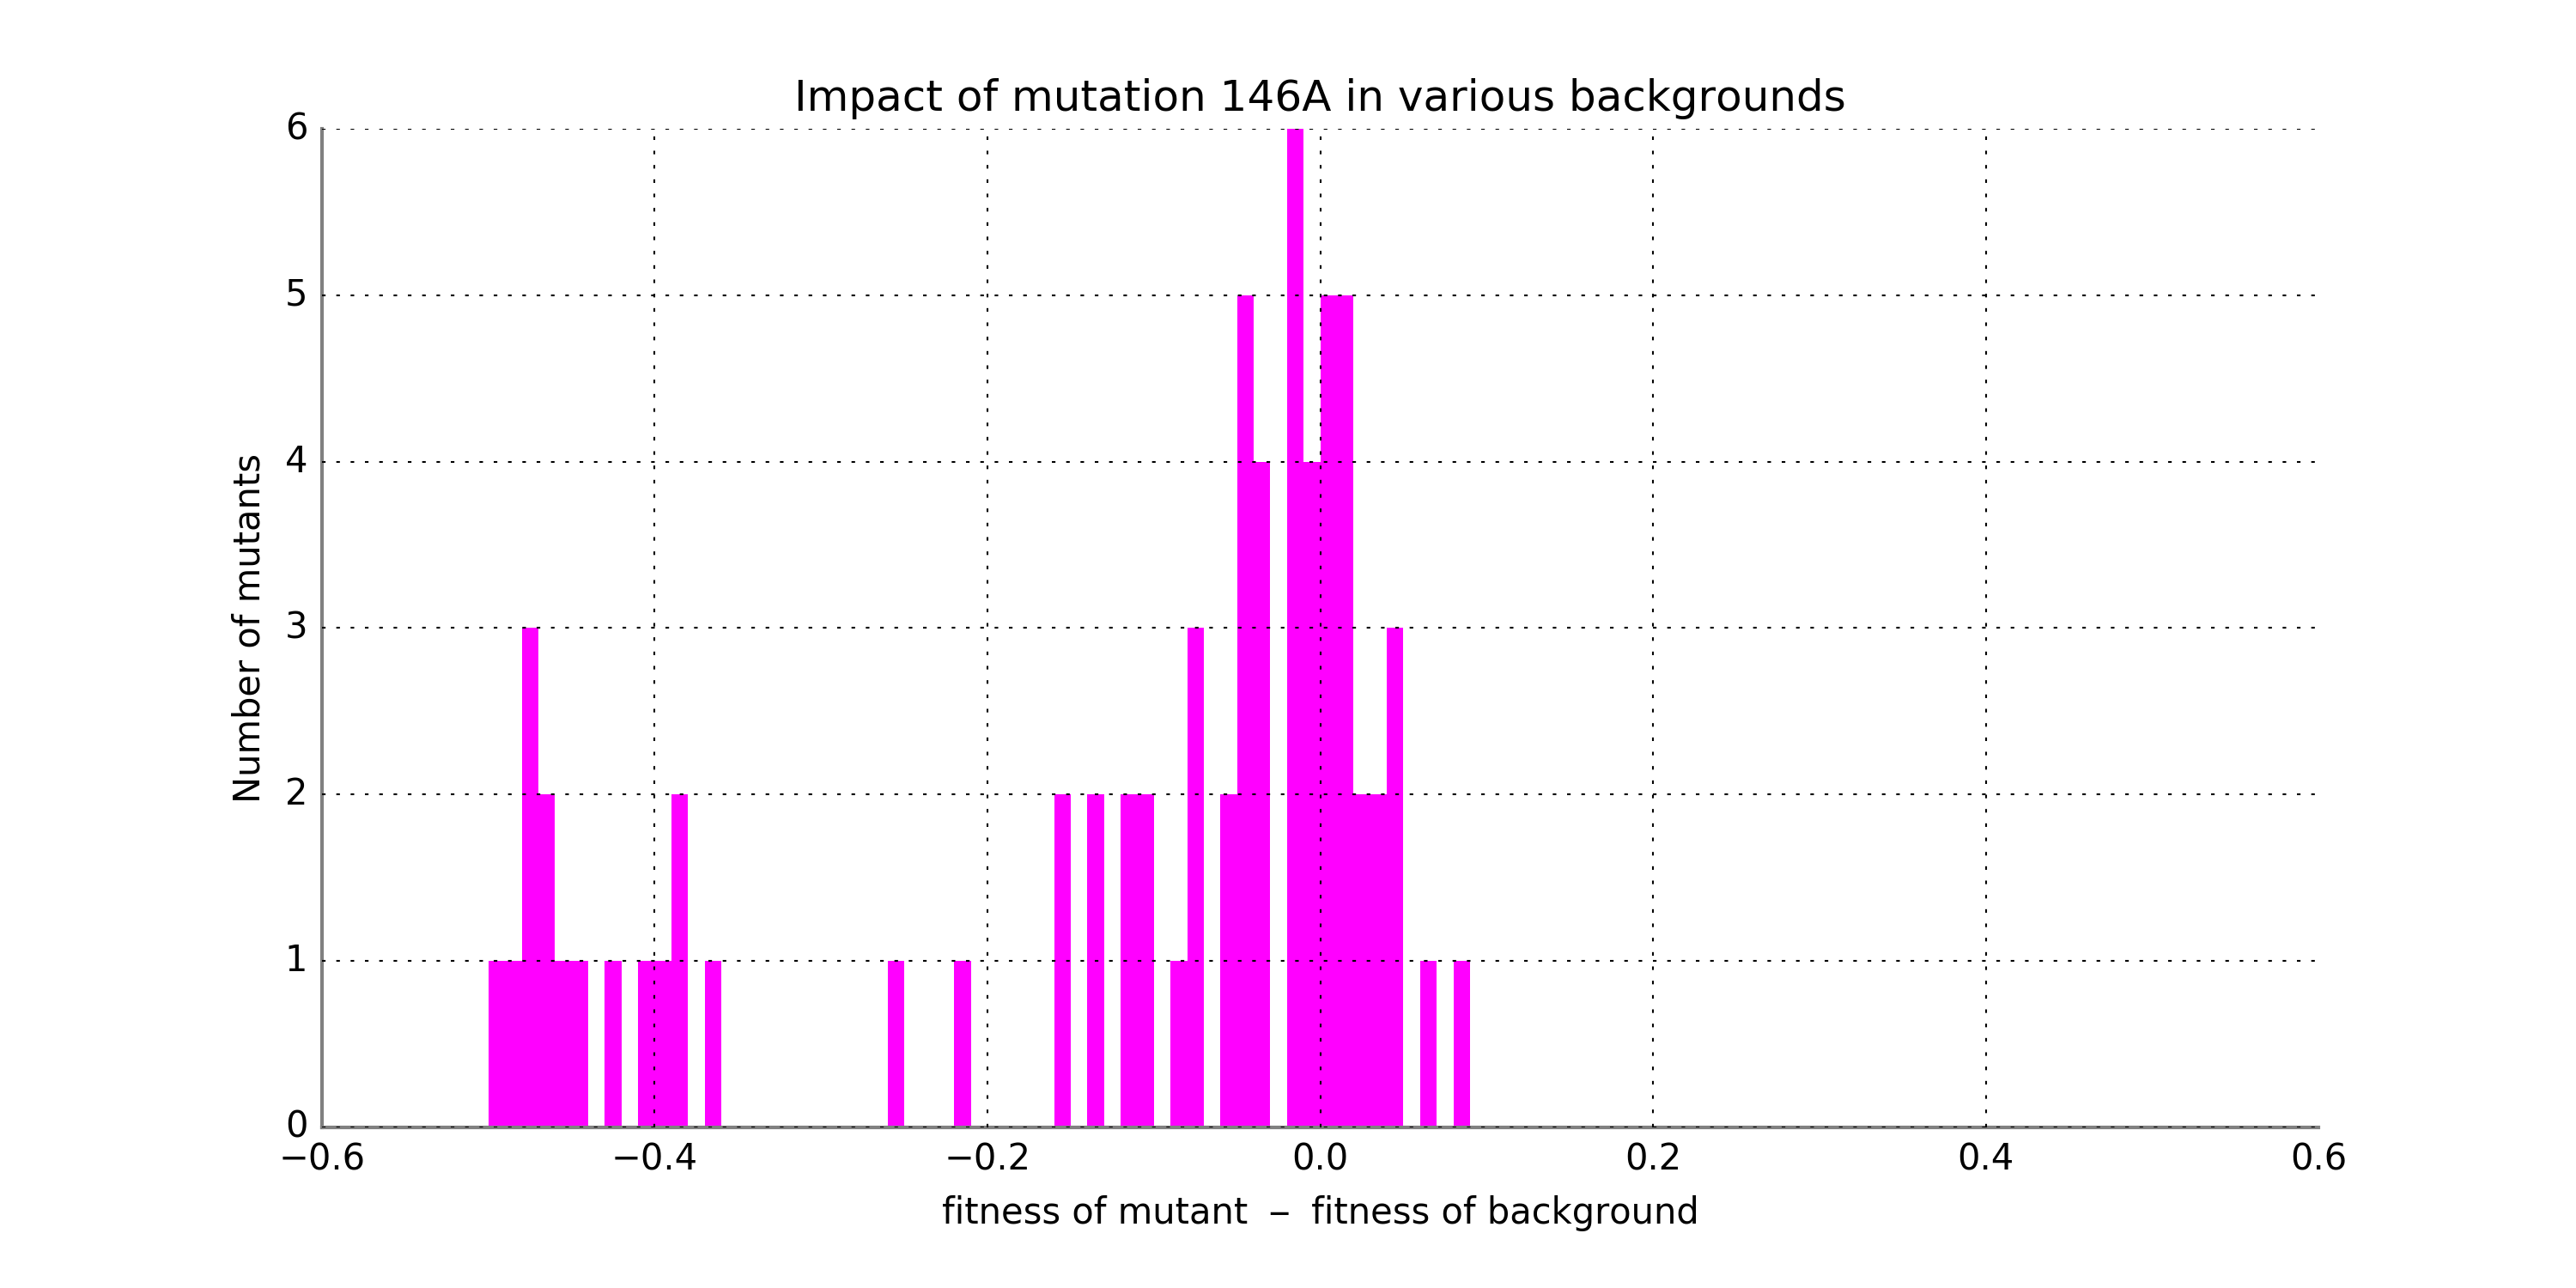 Impact of mutation 146A in various backgrounds
6
5
4
3
2
1
0
Number of mutants
−0.6 −0.4 −0.2 0.0 0.2 0.4 0.6
fitness of mutant − fitness of background